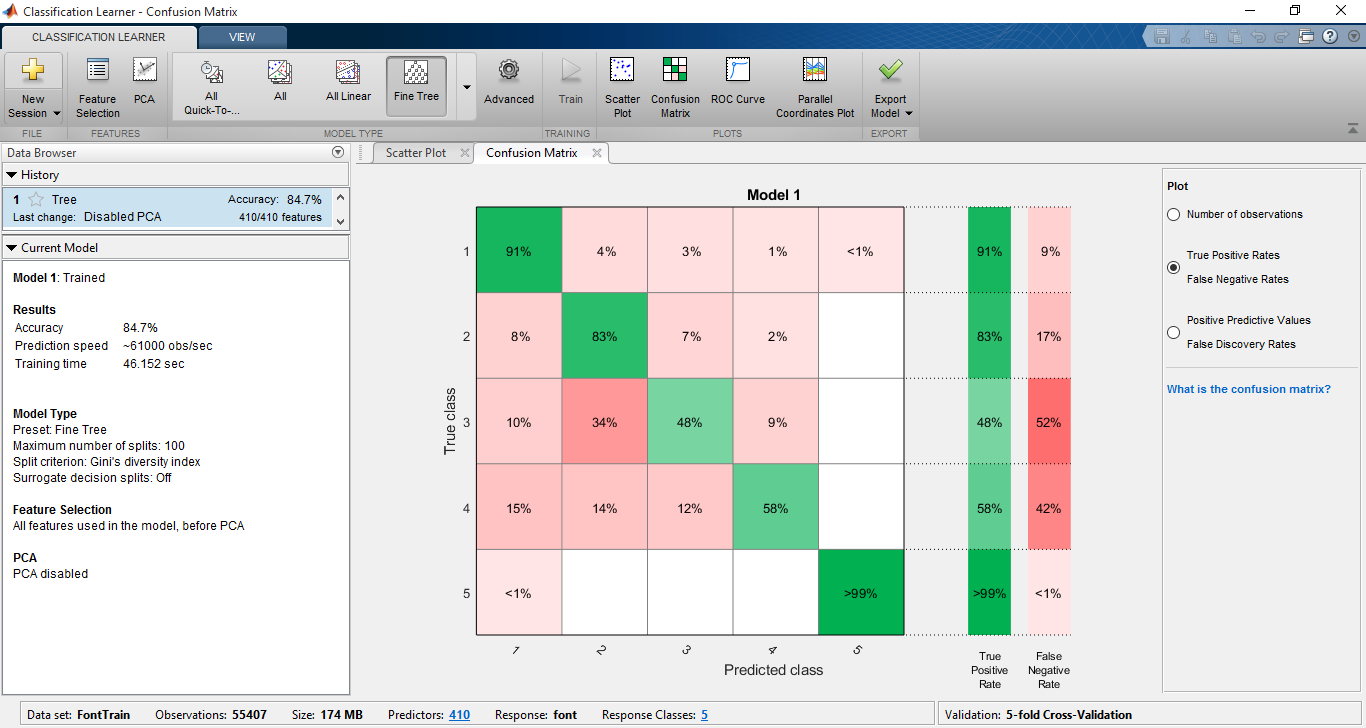 Classification Learner - Confusion Matrix
CLASSIFICATION LEARNER
VIEW
New Session
Feature Selection
PCA
All Quick-To-...
All
All Linear
Fine Tree
Advanced
Train
Scatter Plot
Confusion Matrix
ROC Curve
Parallel Coordinates Plot
Export Model
FILE
FEATURES
MODEL TYPE
TRAINING
PLOTS
EXPORT
Data Browser
History
1 Tree Accuracy: 84.7%
Last change: Disabled PCA 410/410 features
Current Model
Model 1: Trained
Results
Accuracy 84.7%
Prediction speed ~61000 obs/sec
Training time 46.152 sec
Model Type
Preset: Fine Tree
Maximum number of splits: 100
Split criterion: Gini's diversity index
Surrogate decision splits: Off
Feature Selection
All features used in the model, before PCA
PCA
PCA disabled
Scatter Plot
Confusion Matrix
Model 1
True class
1 91% 4% 3% 1% <1% 91% 9%
2 8% 83% 7% 2% 83% 17%
3 10% 34% 48% 9% 48% 52%
4 15% 14% 12% 58% 58% 42%
5 <1% >99% >99% <1%
1 2 3 4 5
Predicted class
True Positive Rate
False Negative Rate
Plot
Number of observations
True Positive Rates
False Negative Rates
Positive Predictive Values
False Discovery Rates
What is the confusion matrix?
Data set: FontTrain Observations: 55407 Size: 174 MB Predictors: 410 Response: font Response Classes: 5
Validation: 5-fold Cross-Validation